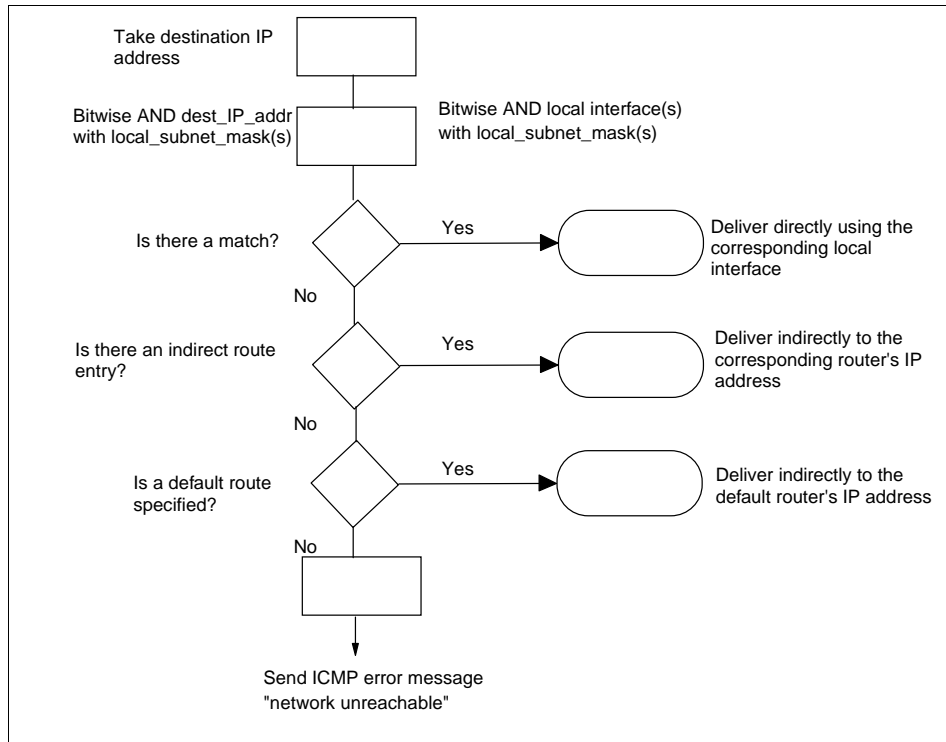 Take destination IP
address
Bitwise AND dest_IP_addr
with local_subnet_mask(s)
Bitwise AND local interface(s)
with local_subnet_mask(s)
Is there a match?
Yes
Deliver directly using the
corresponding local
interface
No
Is there an indirect route
entry?
Yes
Deliver indirectly to the
corresponding router's IP
address
No
Is a default route
specified?
Yes
Deliver indirectly to the
default router's IP address
No
Send ICMP error message
"network unreachable"